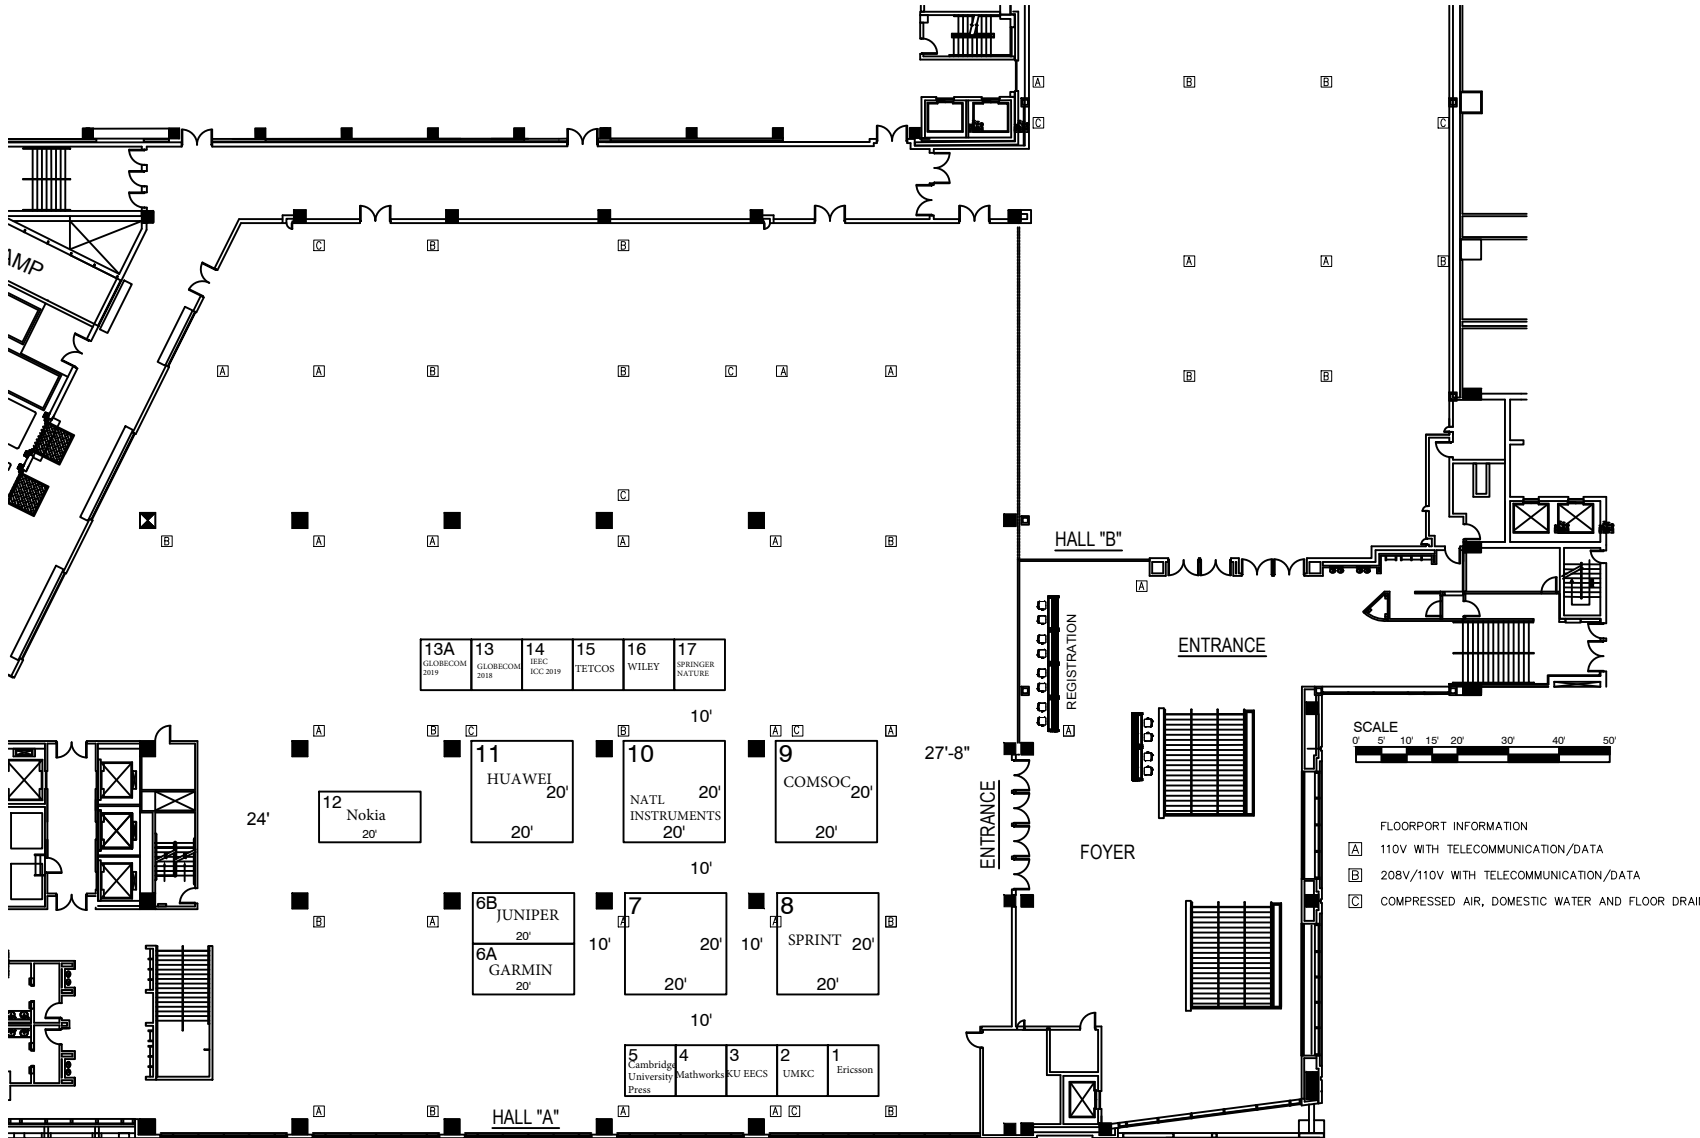 A
B
B
C
C
AMP
C
B
B
A
A
B
A
A
B
B
C
A
A
B
B
C
B
A
A
A
A
B
HALL "B"
A
REGISTRATION
ENTRANCE
13A
GLOBECOM
2019
13
GLOBECOM
2018
14
IEEC
ICC 2019
15
TETCOS
16
WILEY
17
SPRINGER
NATURE
10'
A
B
C
B
A
C
A
A
SCALE
0' 5' 10' 15' 20' 30' 40' 50'
11
HUAWEI
20'
20'
10
20'
NATL
INSTRUMENTS
20'
9
COMSOC
20'
20'
27'-8"
12
Nokia
20'
24'
ENTRANCE
FOYER
10'
FLOORPORT INFORMATION
A 110V WITH TELECOMMUNICATION/DATA
B 208V/110V WITH TELECOMMUNICATION/DATA
C COMPRESSED AIR, DOMESTIC WATER AND FLOOR DRAI
6B
JUNIPER
20'
6A
GARMIN
20'
B
A
A
A
B
10'
7
20'
20'
10'
8
SPRINT
20'
20'
10'
5
Cambridge
University
Press
4
Mathworks
3
KU EECS
2
UMKC
1
Ericsson
A
B
A
A
C
B
HALL "A"